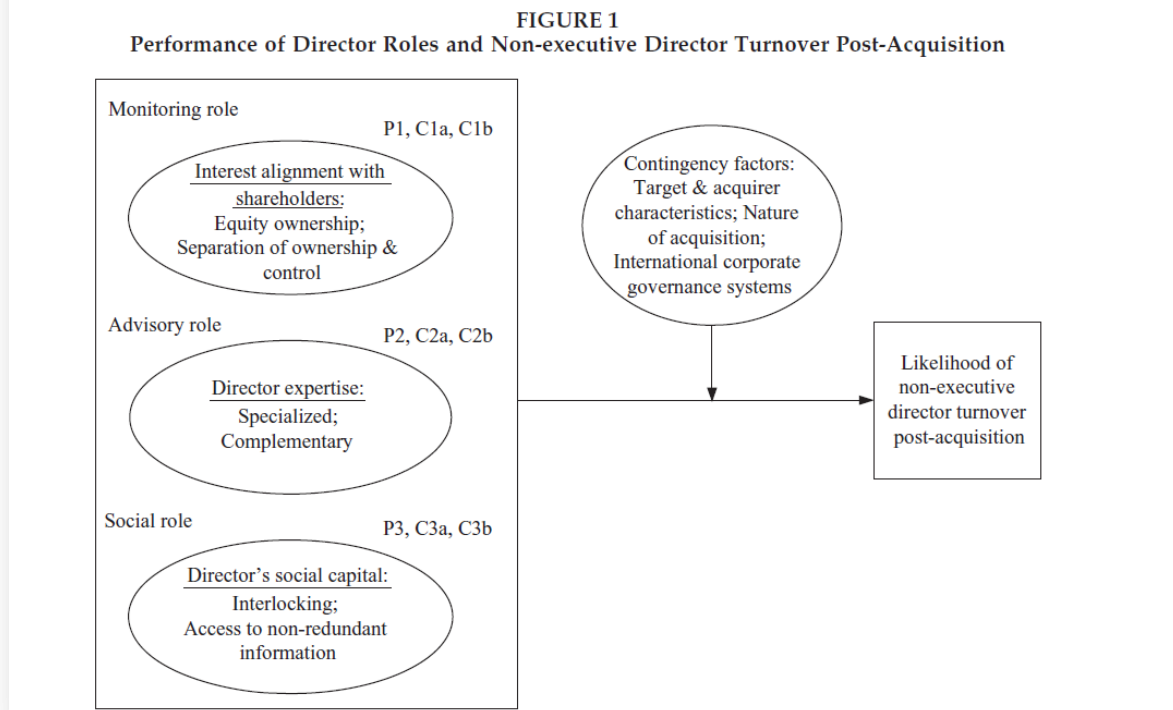 FIGURE 1
Performance of Director Roles and Non-executive Director Turnover Post-Acquisition
Monitoring role
P1, C1a, C1b
Interest alignment with
shareholders:
Equity ownership;
Separation of ownership &
control
Advisory role
P2, C2a, C2b
Director expertise:
Specialized;
Complementary
Social role
P3, C3a, C3b
Director's social capital:
Interlocking;
Access to non-redundant
information
Contingency factors:
Target & acquirer
characteristics; Nature
of acquisition;
International corporate
governance systems
Likelihood of
non-executive
director turnover
post-acquisition